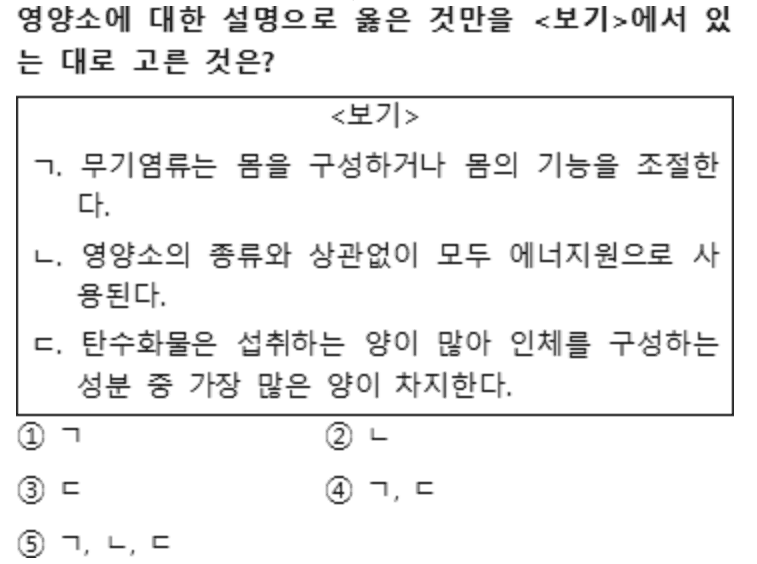 영양소에 대한 설명으로 옳은 것만을 <보기>에서 있
는 대로 고른 것은?
<보기>
ㄱ. 무기염류는 몸을 구성하거나 몸의 기능을 조절한
다.
ㄴ. 영양소의 종류와 상관없이 모두 에너지원으로 사
용된다.
ㄷ. 탄수화물은 섭취하는 양이 많아 인체를 구성하는
성분 중 가장 많은 양이 차지한다.
① ㄱ ② ㄴ
③ ㄷ ④ ㄱ, ㄷ
⑤ ㄱ, ㄴ, ㄷ